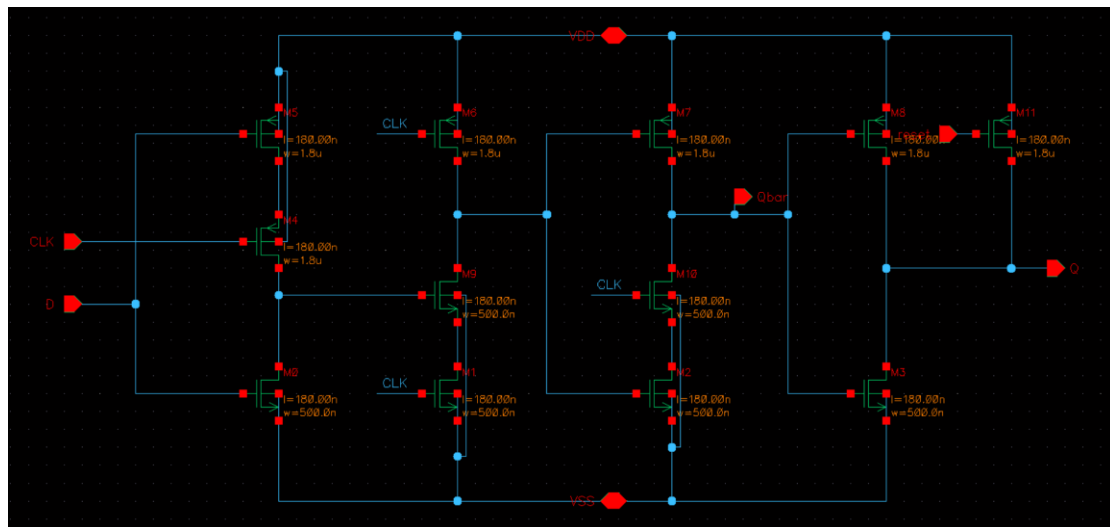 VDD
M5
l=180.00n
w=1.8u
CLK
M6
l=180.00n
w=1.8u
M7
l=180.00n
w=1.8u
M8
l=180.00n
w=1.8u
reset
M11
l=180.00n
w=1.8u
Qbar
CLK
M4
l=180.00n
w=1.8u
Q
D
M9
l=180.00n
w=500.0n
CLK
M10
l=180.00n
w=500.0n
M0
l=180.00n
w=500.0n
CLK
M1
l=180.00n
w=500.0n
M2
l=180.00n
w=500.0n
M3
l=180.00n
w=500.0n
VSS